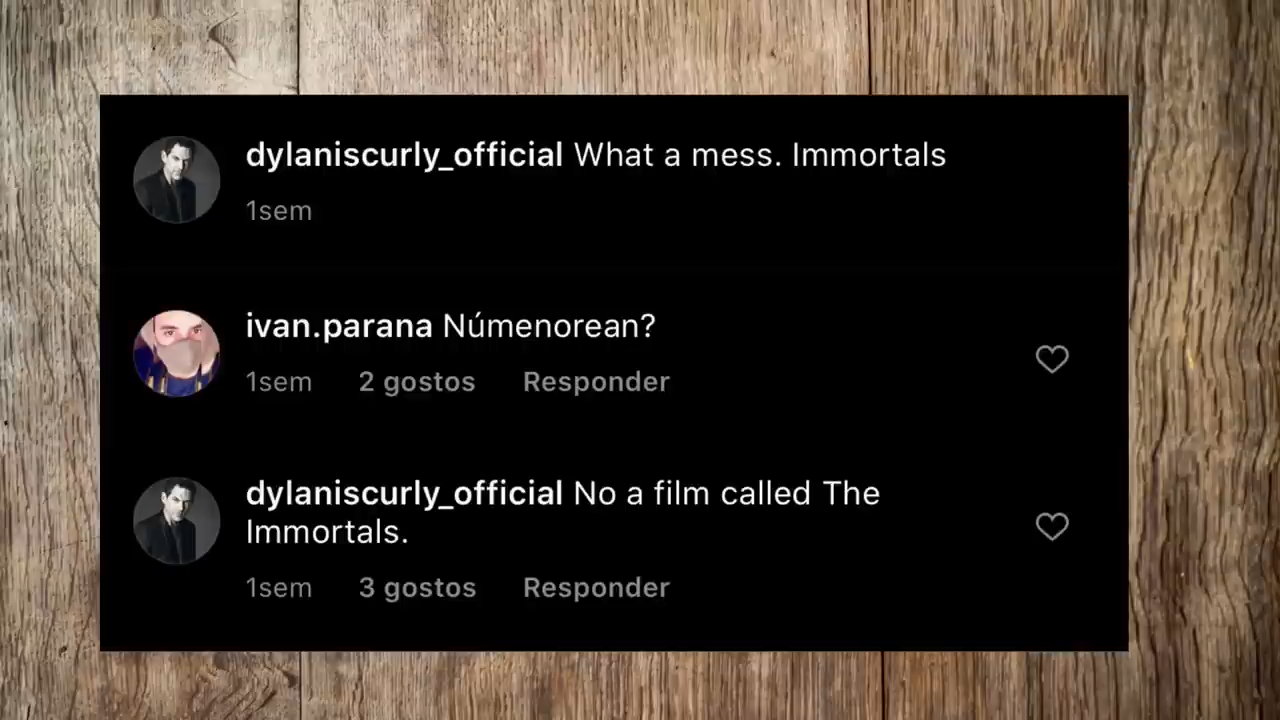 dylaniscurly_official What a mess. Immortals
1sem
ivan.parana Númenorean?
1sem 2 gostos Responder
dylaniscurly_official No a film called The
Immortals.
1sem 3 gostos Responder